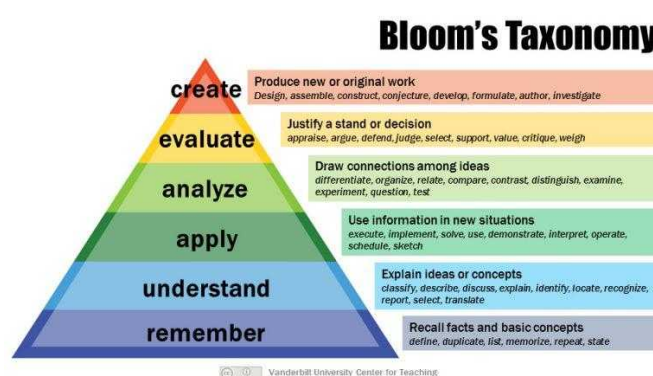 Bloom's Taxonomy
create
Produce new or original work
Design, assemble, construct, conjecture, develop, formulate, author, investigate
evaluate
Justify a stand or decision
appraise, argue, defend, judge, select, support, value, critique, weigh
analyze
Draw connections among ideas
differentiate, organize, relate, compare, contrast, distinguish, examine,
experiment, question, test
apply
Use information in new situations
execute, implement, solve, use, demonstrate, interpret, operate,
schedule, sketch
understand
Explain ideas or concepts
classify, describe, discuss, explain, identify, locate, recognize,
report, select, translate
remember
Recall facts and basic concepts
define, duplicate, list, memorize, repeat, state
Vanderbilt University Center for Teaching